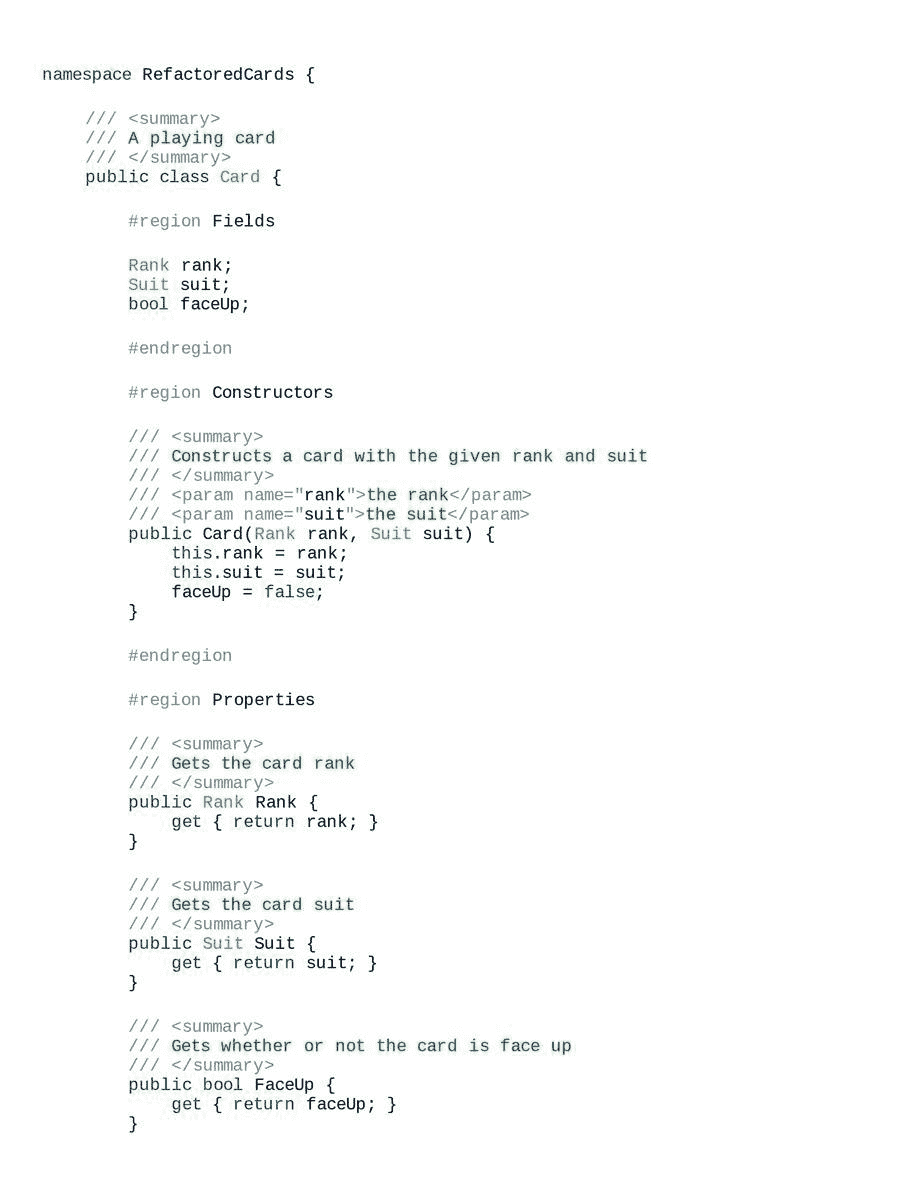 namespace RefactoredCards {
/// <summary>
/// A playing card
/// </summary>
public class Card {
#region Fields
Rank rank;
Suit suit;
bool faceUp;
#endregion
#region Constructors
/// <summary>
/// Constructs a card with the given rank and suit
/// </summary>
/// <param name="rank">the rank</param>
/// <param name="suit">the suit</param>
public Card(Rank rank, Suit suit) {
this.rank = rank;
this.suit = suit;
faceUp = false;
}
#endregion
#region Properties
/// <summary>
/// Gets the card rank
/// </summary>
public Rank Rank {
get { return rank; }
}
/// <summary>
/// Gets the card suit
/// </summary>
public Suit Suit {
get { return suit; }
}
/// <summary>
/// Gets whether or not the card is face up
/// </summary>
public bool FaceUp {
get { return faceUp; }
}